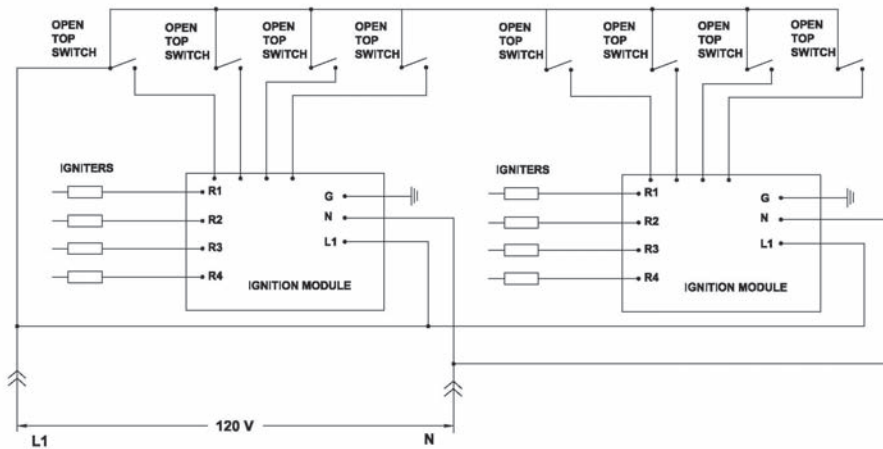 OPEN
TOP
SWITCH
OPEN
TOP
SWITCH
OPEN
TOP
SWITCH
OPEN
TOP
SWITCH
OPEN
TOP
SWITCH
OPEN
TOP
SWITCH
OPEN
TOP
SWITCH
OPEN
TOP
SWITCH
IGNITERS
R1
R2
R3
R4
G
N
L1
IGNITION MODULE
IGNITERS
R1
R2
R3
R4
G
N
L1
IGNITION MODULE
120 V
L1
N